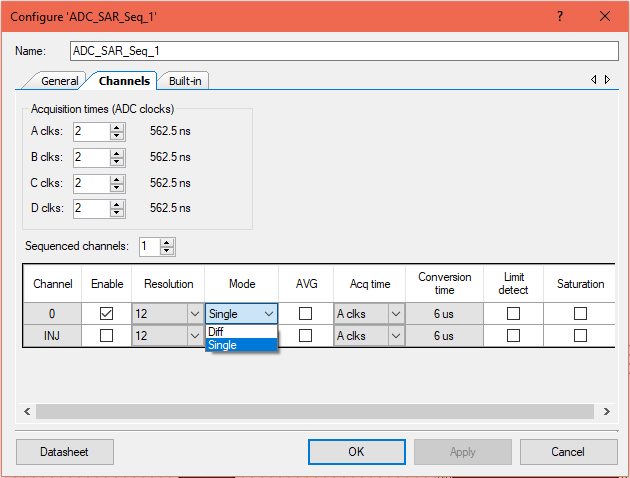 Configure 'ADC_SAR_Seq_1'
Name: ADC_SAR_Seq_1
General Channels Built-in
Acquisition times (ADC clocks)
A clks: 2 562.5 ns
B clks: 2 562.5 ns
C clks: 2 562.5 ns
D clks: 2 562.5 ns
Sequenced channels: 1
Channel Enable Resolution Mode AVG Acq time Conversion time Limit detect Saturation
0 12 Single A clks 6 us
INJ 12 A clks 6 us
Diff
Single
Datasheet OK Apply Cancel